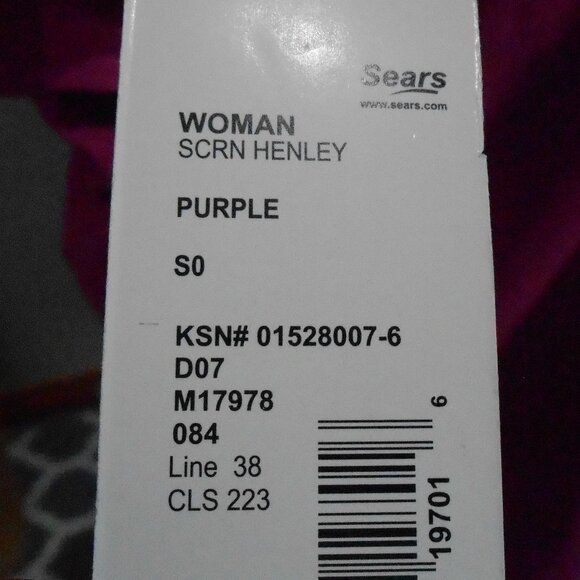 Sears
www.sears.com
WOMAN
SCRN HENLEY
PURPLE
S0
KSN# 01528007-6
D07
M17978
084
Line 38
CLS 223
6
19701